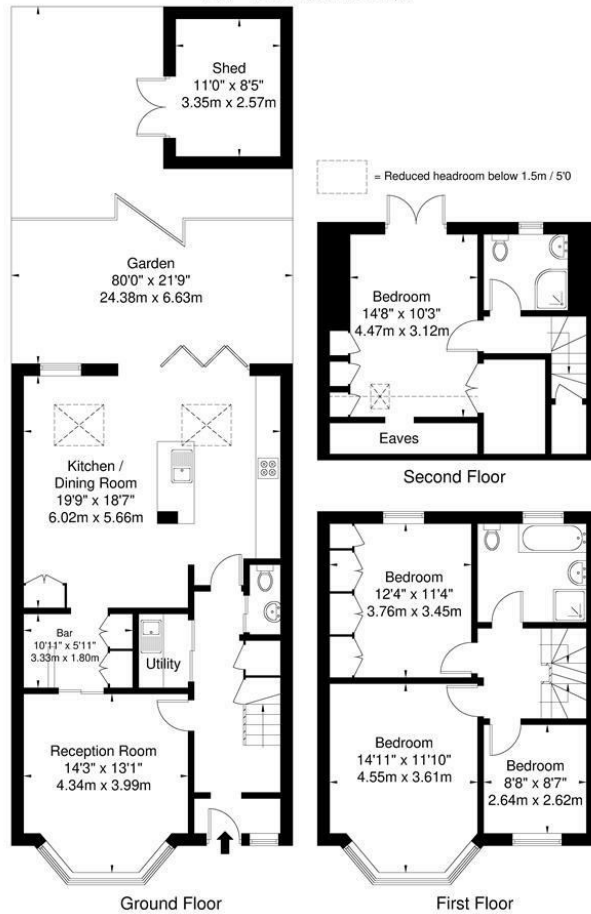 Shed
11'0" x 8'5"
3.35m x 2.57m
= Reduced headroom below 1.5m / 5'0
Garden
80'0" x 21'9"
24.38m x 6.63m
Bedroom
14'8" x 10'3"
4.47m x 3.12m
Eaves
Second Floor
Kitchen /
Dining Room
19'9" x 18'7"
6.02m x 5.66m
Bar
10'11" x 5'11"
3.33m x 1.80m
Utility
Reception Room
14'3" x 13'1"
4.34m x 3.99m
Ground Floor
Bedroom
12'4" x 11'4"
3.76m x 3.45m
Bedroom
14'11" x 11'10"
4.55m x 3.61m
Bedroom
8'8" x 8'7"
2.64m x 2.62m
First Floor